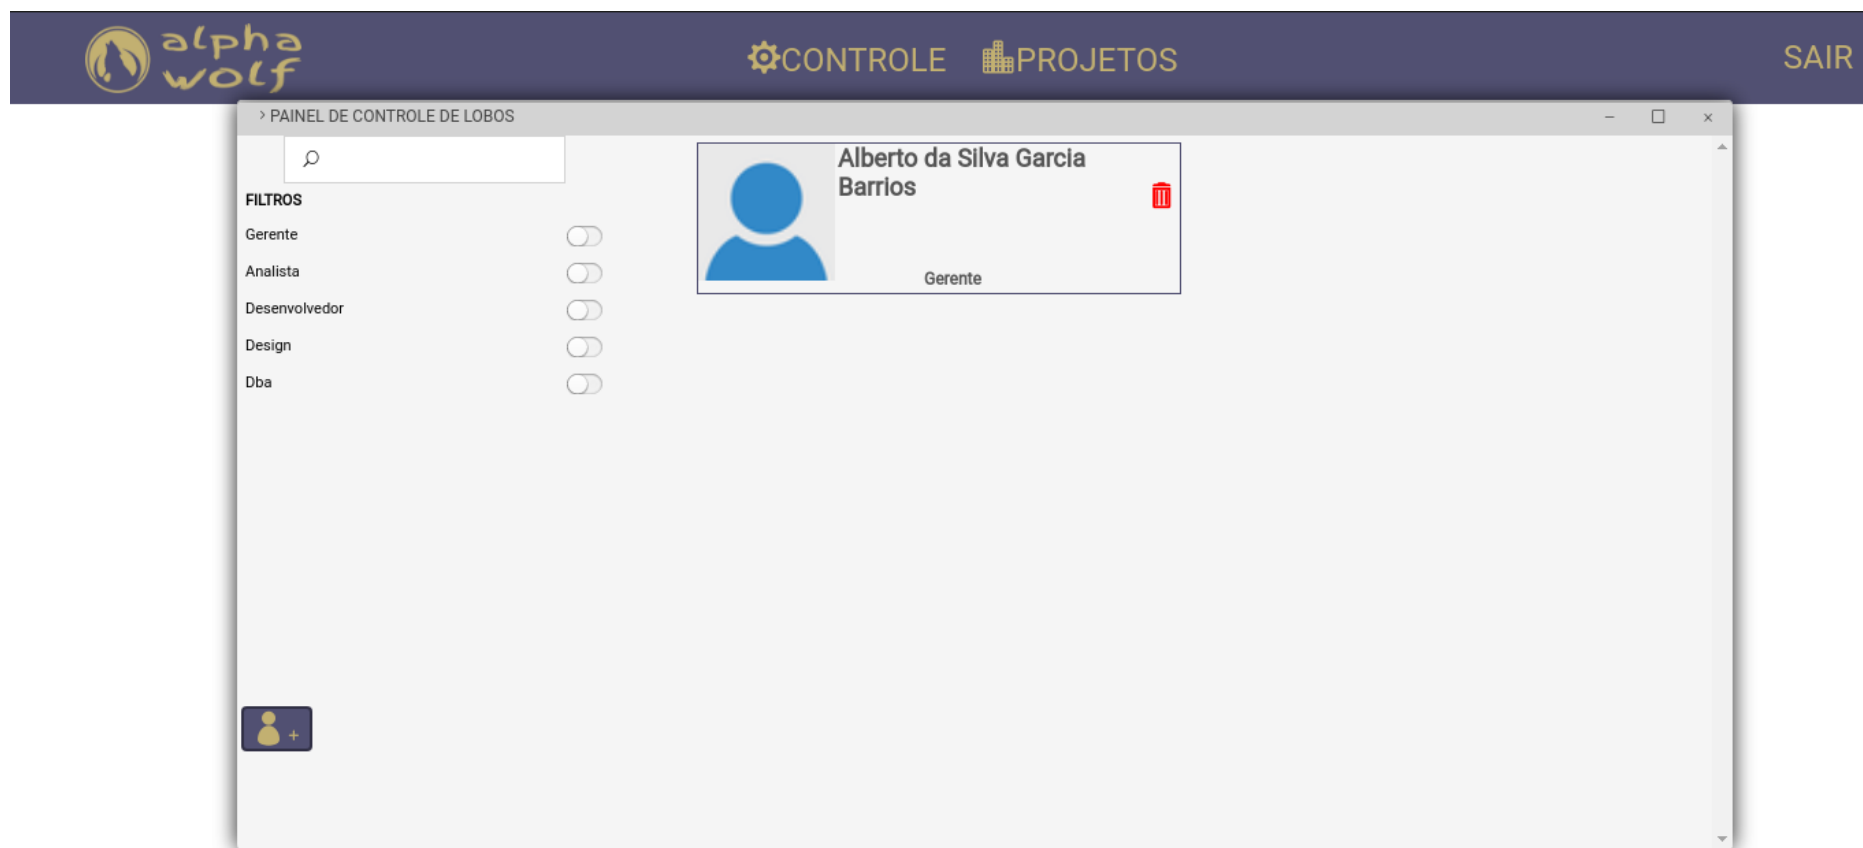 alpha
wolf
CONTROLE
PROJETOS
SAIR
> PAINEL DE CONTROLE DE LOBOS
FILTROS
Gerente
Analista
Desenvolvedor
Design
Dba
Alberto da Silva Garcia
Barrios
Gerente
+